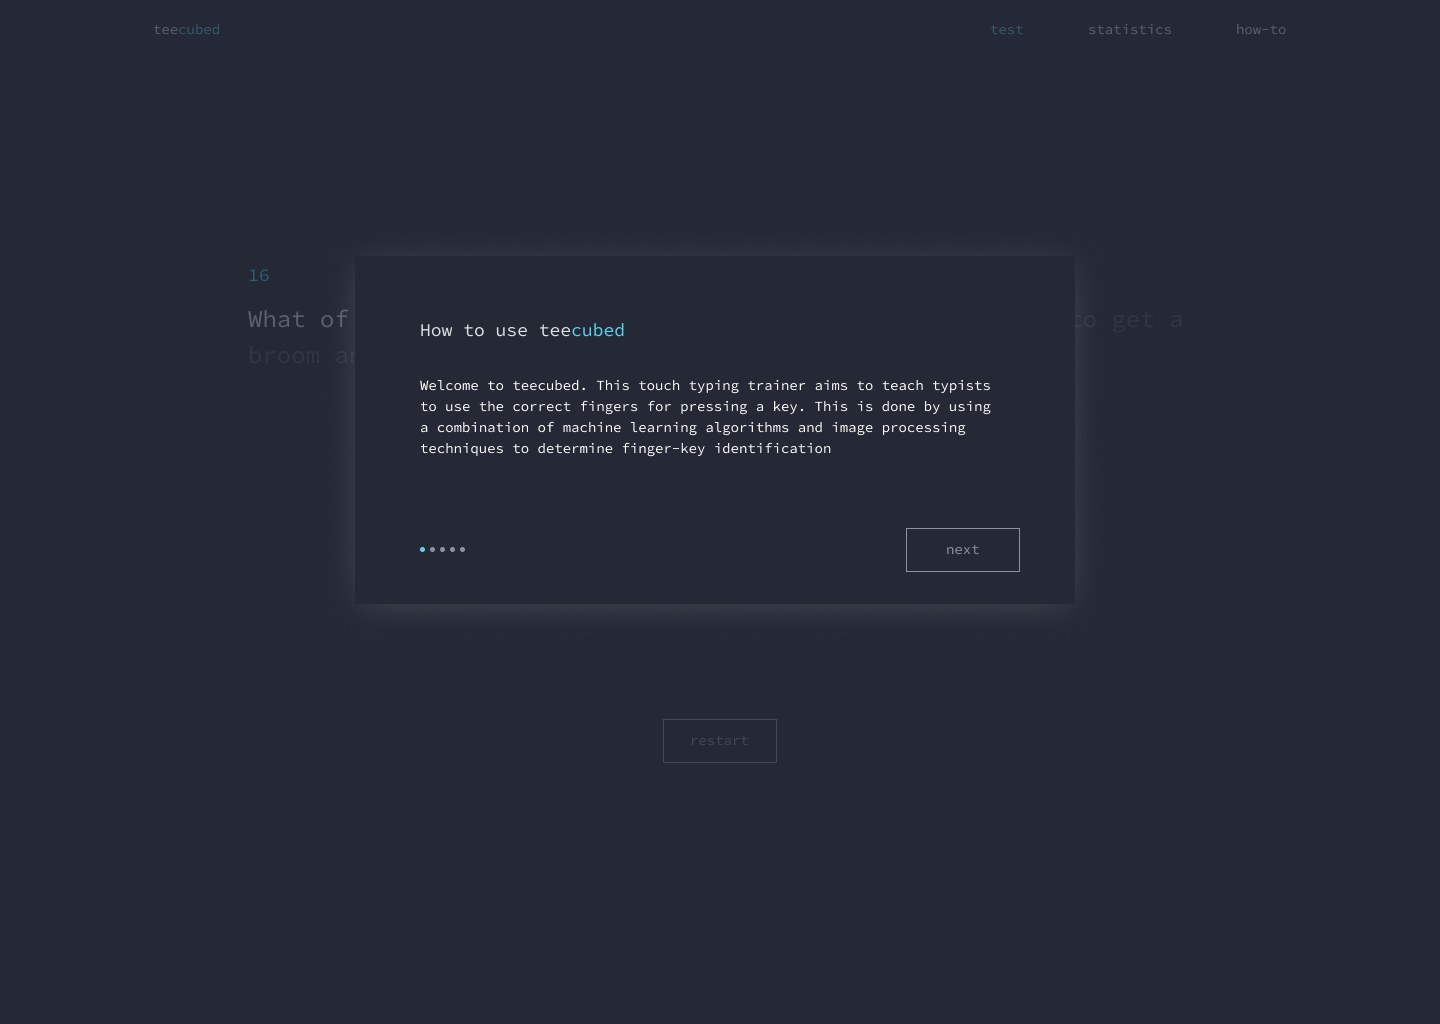 teecubed
test
statistics
how-to
16
What of
to get a
broom an
How to use teecubed
Welcome to teecubed. This touch typing trainer aims to teach typists
to use the correct fingers for pressing a key. This is done by using
a combination of machine learning algorithms and image processing
techniques to determine finger-key identification
next
restart